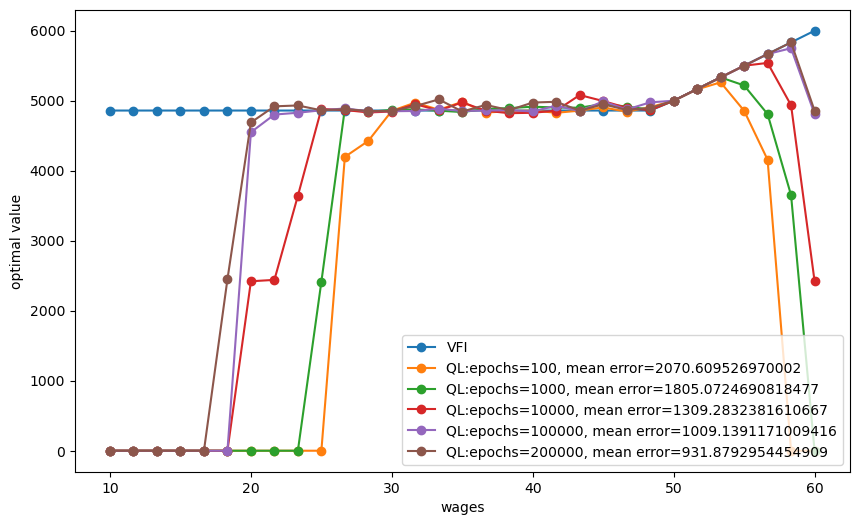 6000
5000
4000
3000
2000
1000
0
optimal value
10
20
30
40
50
60
wages
VFI
QL:epochs=100, mean error=2070.609526970002
QL:epochs=1000, mean error=1805.0724690818477
QL:epochs=10000, mean error=1309.2832381610667
QL:epochs=100000, mean error=1009.1391171009416
QL:epochs=200000, mean error=931.8792954454909